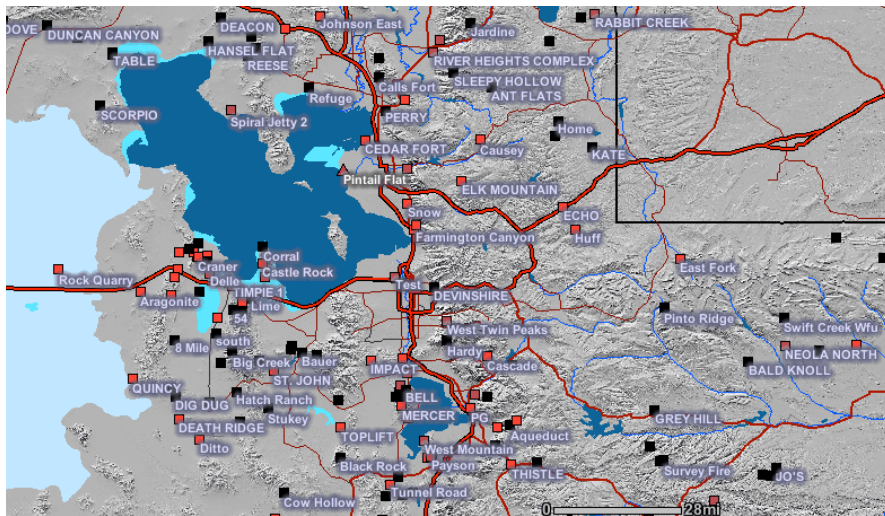 DOVE
DUNCAN CANYON
DEACON
Johnson East
Jardine
RABBIT CREEK
TABLE
HANSEL FLAT
REESE
RIVER HEIGHTS COMPLEX
SLEEPY HOLLOW
ANT FLATS
Calls Fort
Refuge
SCORPIO
Spiral Jetty 2
PERRY
Home
CEDAR FORT
Causey
KATE
Pintail Flat
ELK MOUNTAIN
Snow
ECHO
Farmington Canyon
Huff
Corral
Craner
Castle Rock
East Fork
Rock Quarry
Delle
Test
TIMPIE 1
DEVINSHIRE
Aragonite
Lime
54
West Twin Peaks
Pinto Ridge
Swift Creek Wfu
8 Mile
south
Hardy
NEOLA NORTH
Big Creek
Bauer
IMPACT
Cascade
BALD KNOLL
QUINCY
ST. JOHN
DIG DUG
Hatch Ranch
BELL
Stukey
MERCER
PG
GREY HILL
DEATH RIDGE
TOPLIFT
Aqueduct
Ditto
West Mountain
Black Rock
Payson
THISTLE
Survey Fire
JO'S
Cow Hollow
Tunnel Road
0 28mi